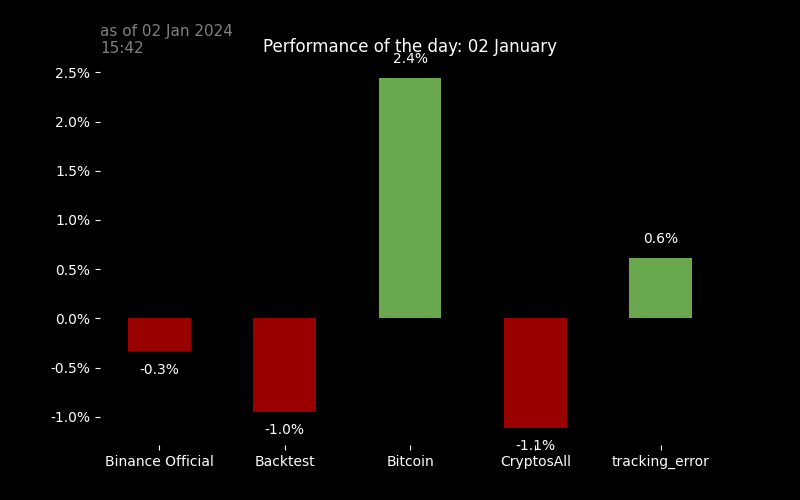 as of 02 Jan 2024
15:42
Performance of the day: 02 January
2.5%
2.0%
1.5%
1.0%
0.5%
0.0%
-0.5%
-1.0%
-0.3%
-1.0%
2.4%
-1.1%
0.6%
Binance Official
Backtest
Bitcoin
CryptosAll
tracking_error